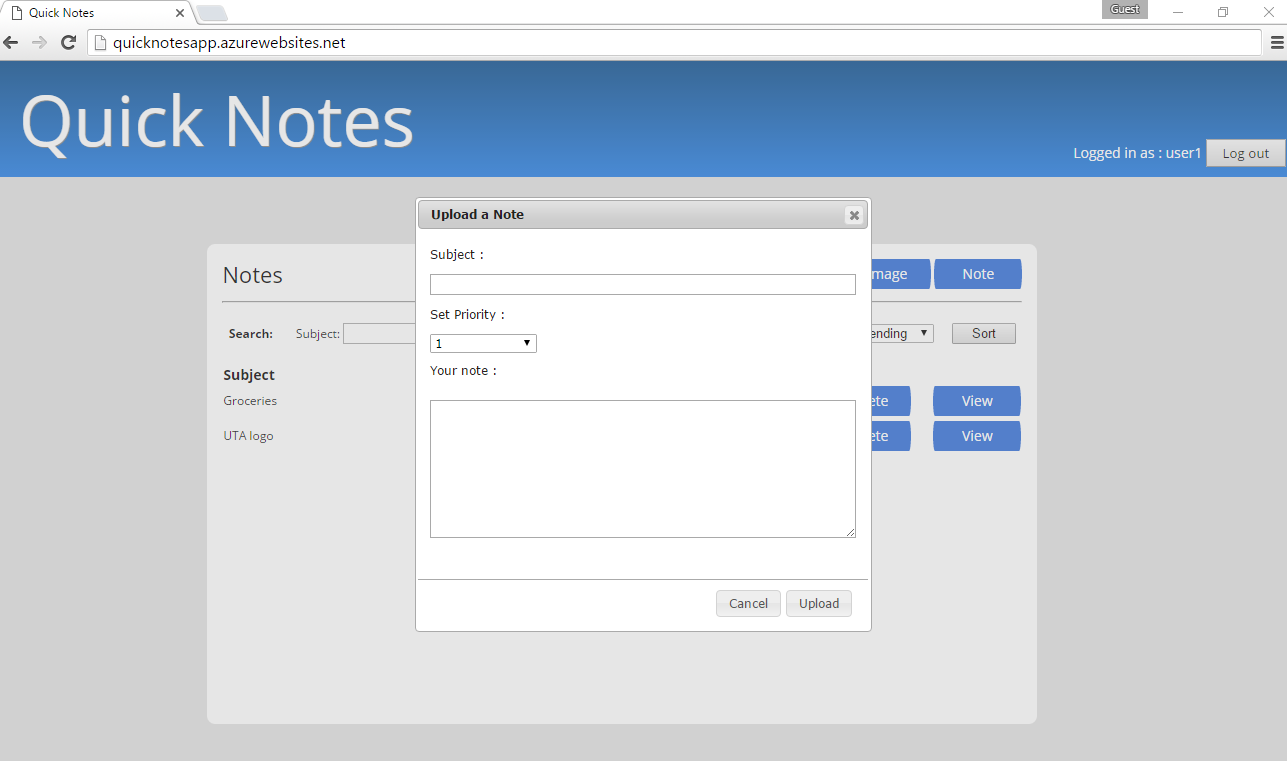 Quick Notes
Guest
quicknotesapp.azurewebsites.net
Quick Notes
Logged in as : user1 Log out
Upload a Note
Subject :
Set Priority :
1
Your note :
Cancel Upload
Notes
mage Note
Search: Subject:
ending Sort
Subject
Groceries
ete View
UTA logo
ete View